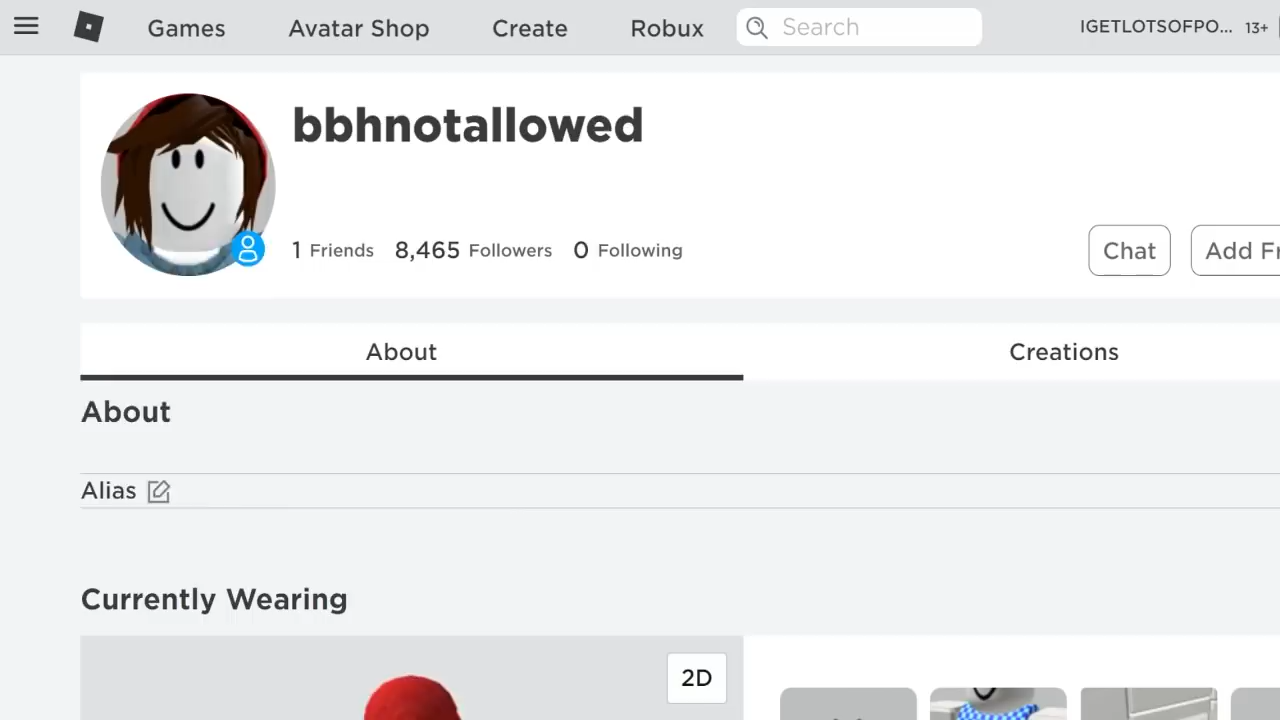 Games Avatar Shop Create Robux Search IGETLOTSOFPO... 13+
bbhnotallowed
1 Friends 8,465 Followers 0 Following
Chat Add Fr
About Creations
About
Alias
Currently Wearing
2D